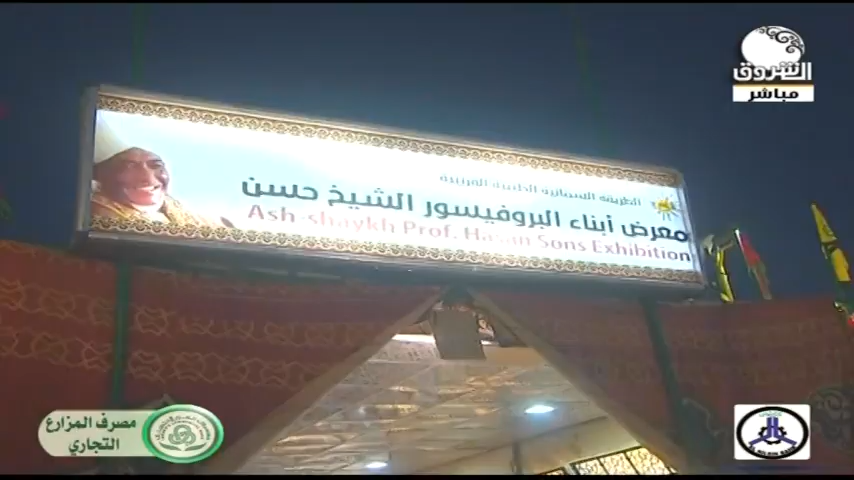 الشروق
مباشر
الطريقة السمانية الطيبية القريبية
معرض أبناء البروفيسور الشيخ حسن
Ash-shaykh Prof. Hasan Sons Exhibition
مصرف المزارع
التجاري